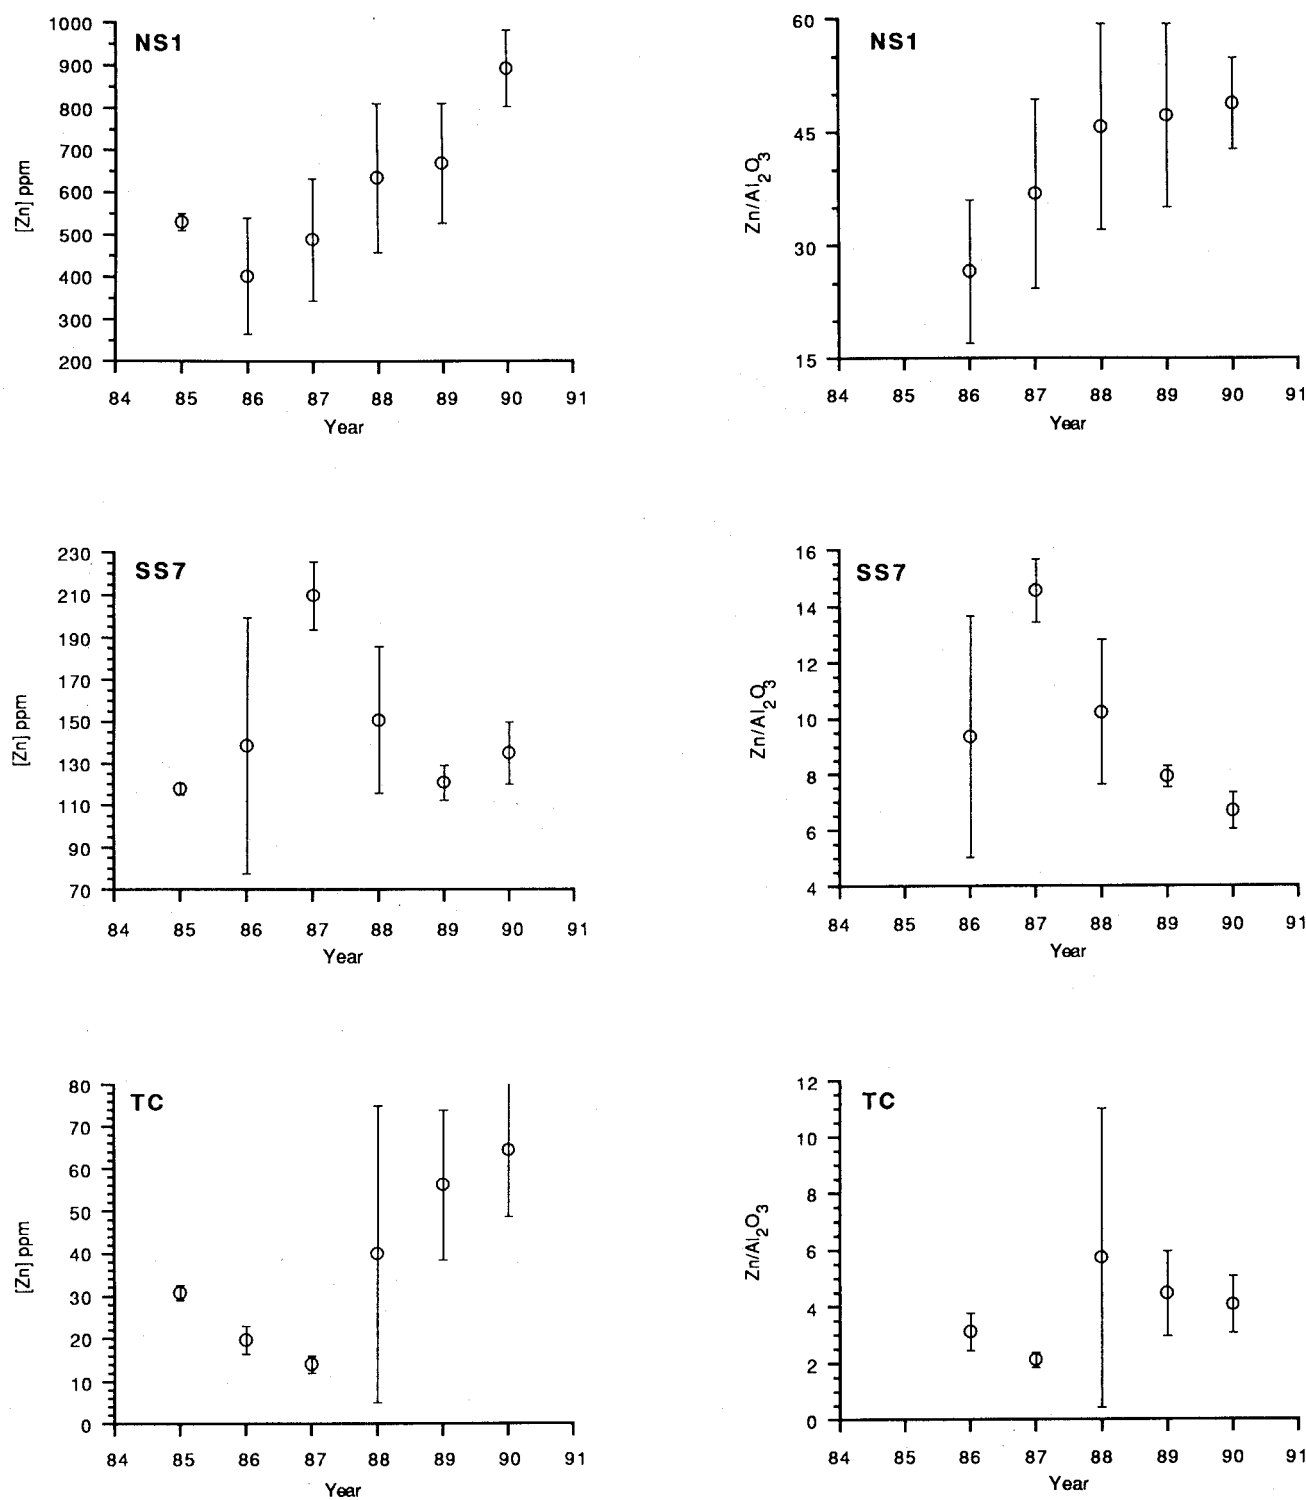 NS1
[Zn] ppm
1000
900
800
700
600
500
400
300
200
84 85 86 87 88 89 90 91
Year
NS1
Zn/Al2O3
60
45
30
15
84 85 86 87 88 89 90 91
Year
SS7
[Zn] ppm
230
210
190
170
150
130
110
90
70
84 85 86 87 88 89 90 91
Year
SS7
Zn/Al2O3
16
14
12
10
8
6
4
84 85 86 87 88 89 90 91
Year
TC
[Zn] ppm
80
70
60
50
40
30
20
10
0
84 85 86 87 88 89 90 91
Year
TC
Zn/Al2O3
12
10
8
6
4
2
0
84 85 86 87 88 89 90 91
Year